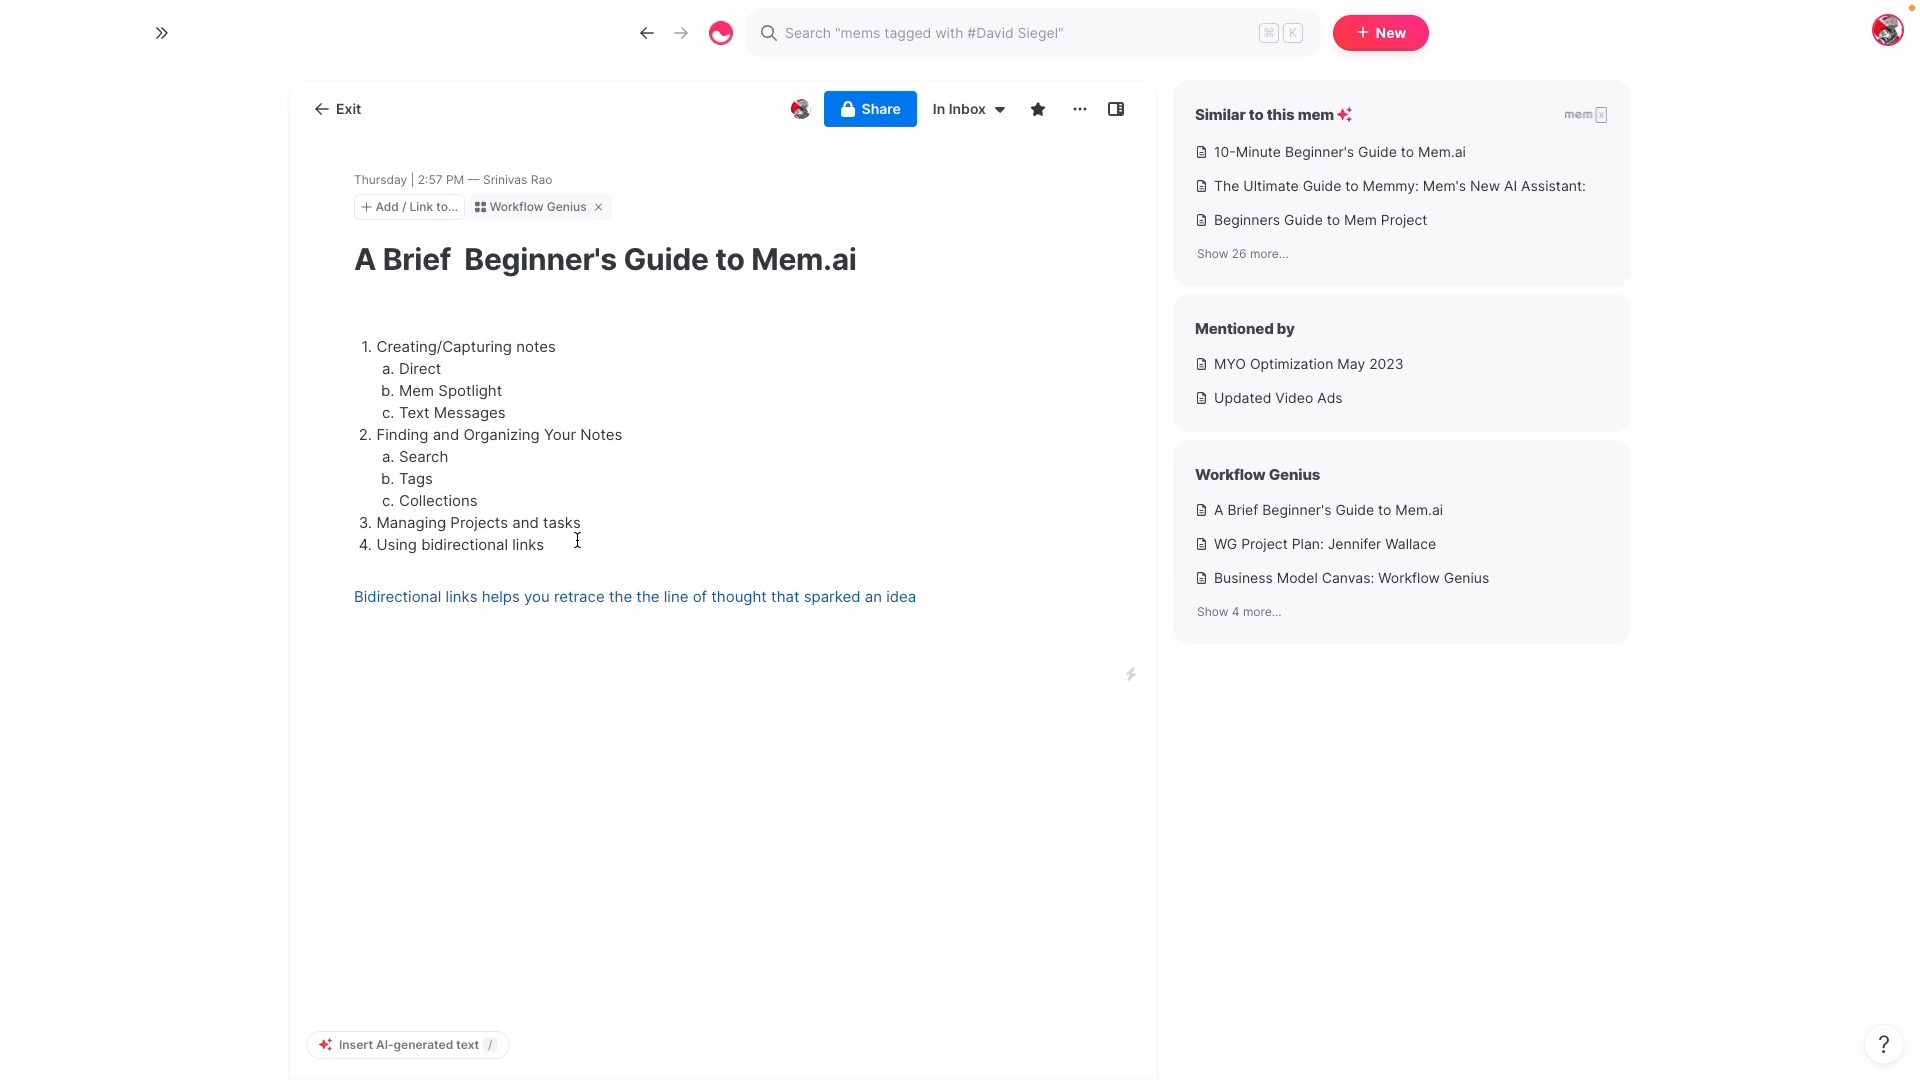 Search "mems tagged with #David Siegel"
⌘ K
+ New
← Exit
Share
In Inbox
Thursday | 2:57 PM — Srinivas Rao
+ Add / Link to...
Workflow Genius ×
A Brief  Beginner's Guide to Mem.ai
1. Creating/Capturing notes
a. Direct
b. Mem Spotlight
c. Text Messages
2. Finding and Organizing Your Notes
a. Search
b. Tags
c. Collections
3. Managing Projects and tasks
4. Using bidirectional links
Bidirectional links helps you retrace the the line of thought that sparked an idea
Insert AI-generated text /
Similar to this mem
mem x
10-Minute Beginner's Guide to Mem.ai
The Ultimate Guide to Memmy: Mem's New AI Assistant:
Beginners Guide to Mem Project
Show 26 more...
Mentioned by
MYO Optimization May 2023
Updated Video Ads
Workflow Genius
A Brief Beginner's Guide to Mem.ai
WG Project Plan: Jennifer Wallace
Business Model Canvas: Workflow Genius
Show 4 more...
?